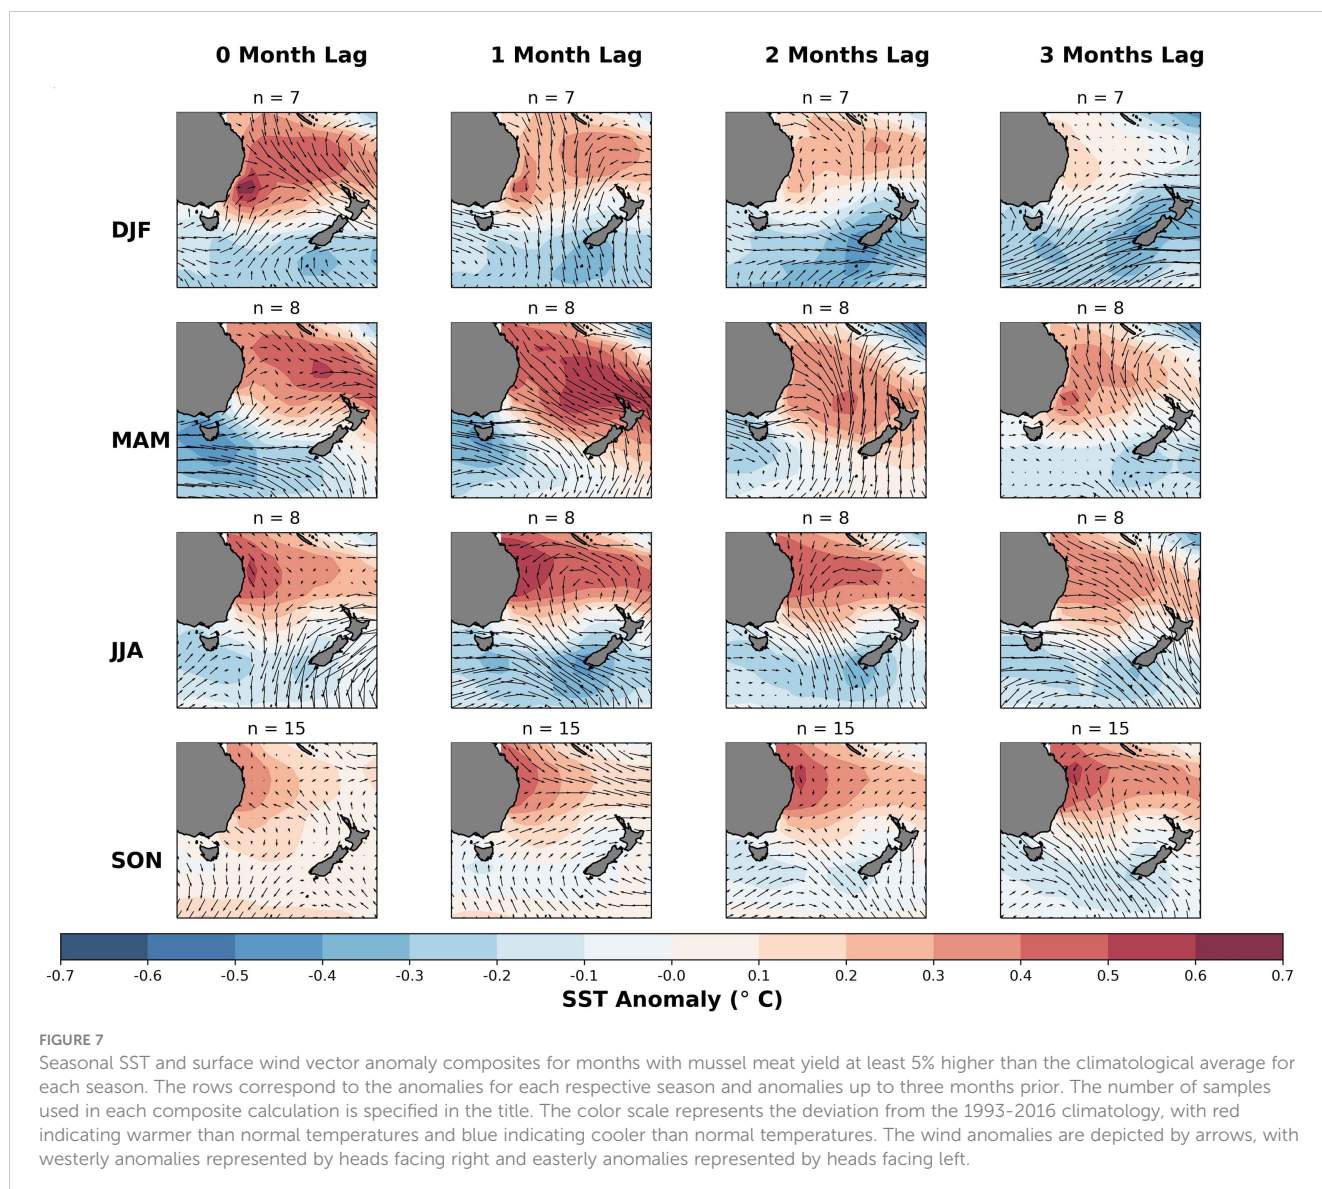 0 Month Lag 1 Month Lag 2 Months Lag 3 Months Lag
n = 7 n = 7 n = 7 n = 7
DJF
n = 8 n = 8 n = 8 n = 8
MAM
n = 8 n = 8 n = 8 n = 8
JJA
n = 15 n = 15 n = 15 n = 15
SON
-0.7 -0.6 -0.5 -0.4 -0.3 -0.2 -0.1 -0.0 0.1 0.2 0.3 0.4 0.5 0.6 0.7
SST Anomaly (° C)
FIGURE 7
Seasonal SST and surface wind vector anomaly composites for months with mussel meat yield at least 5% higher than the climatological average for
each season. The rows correspond to the anomalies for each respective season and anomalies up to three months prior. The number of samples
used in each composite calculation is specified in the title. The color scale represents the deviation from the 1993-2016 climatology, with red
indicating warmer than normal temperatures and blue indicating cooler than normal temperatures. The wind anomalies are depicted by arrows, with
westerly anomalies represented by heads facing right and easterly anomalies represented by heads facing left.